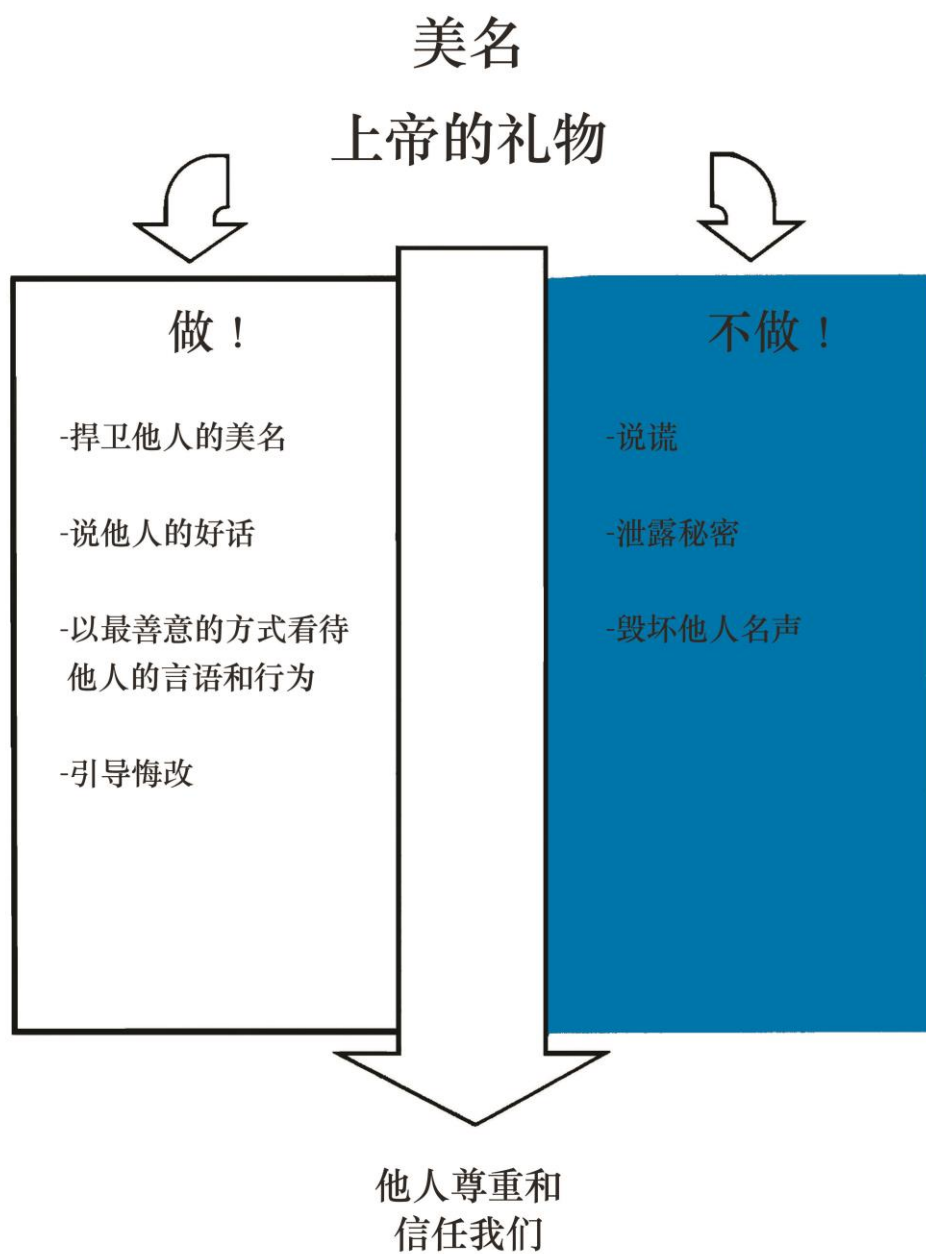 美名
上帝的礼物
做！
-捍卫他人的美名
-说他人的好话
-以最善意的方式看待
他人的言语和行为
-引导悔改
不做！
-说谎
-泄露秘密
-毁坏他人名声
他人尊重和
信任我们